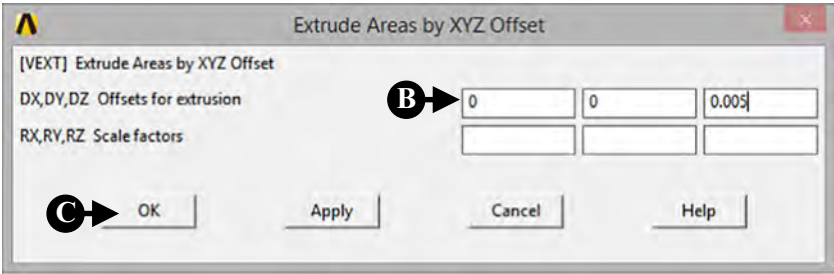 Extrude Areas by XYZ Offset
[VEXT] Extrude Areas by XYZ Offset
DX,DY,DZ Offsets for extrusion B 0 0 0.005
RX,RY,RZ Scale factors
C OK Apply Cancel Help